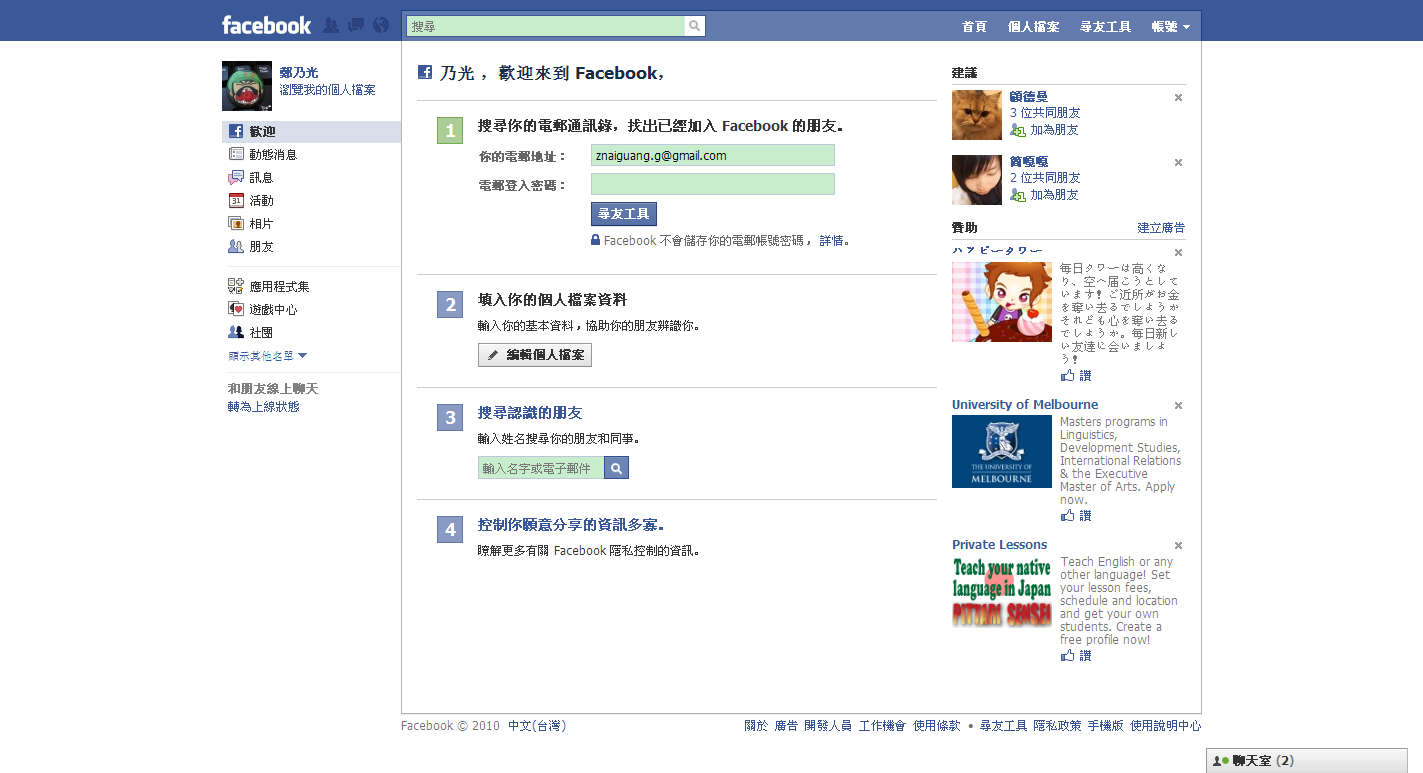 facebook
搜尋
首頁 個人檔案 尋友工具 帳號
鄭乃光
瀏覽我的個人檔案
歡迎
動態消息
訊息
31 活動
相片
朋友
應用程式集
遊戲中心
社團
顯示其他名單
和朋友線上聊天
轉為上線狀態
乃光 ，歡迎來到 Facebook，
1 搜尋你的電郵通訊錄，找出已經加入 Facebook 的朋友。
你的電郵地址： znaiguang.g@gmail.com
電郵登入密碼：
尋友工具
Facebook 不會儲存你的電郵帳號密碼， 詳情。
2 填入你的個人檔案資料
輸入你的基本資料，協助你的朋友辨識你。
編輯個人檔案
3 搜尋認識的朋友
輸入姓名搜尋你的朋友和同事。
輸入名字或電子郵件
4 控制你願意分享的資訊多寡。
瞭解更多有關 Facebook 隱私控制的資訊。
建議
顧德曼
3 位共同朋友
加為朋友
簡嘎嘎
2 位共同朋友
加為朋友
贊助 建立廣告
毎日タワーは高くな
り、空へ届こうとして
います! ご近所がお金
を奪い去るでしょうか
それども心を奪い去る
でしょうか。毎日新し
い友達に会いましょ
う!
讚
University of Melbourne
THE UNIVERSITY OF
MELBOURNE
Masters programs in
Linguistics,
Development Studies,
International Relations
& the Executive
Master of Arts. Apply
now.
讚
Private Lessons
Teach your native
language in Japan
Teach English or any
other language! Set
your lesson fees,
schedule and location
and get your own
students. Create a
free profile now!
讚
Facebook © 2010 中文(台灣)
關於 廣告 開發人員 工作機會 使用條款 • 尋友工具 隱私政策 手機版 使用說明中心
聊天室 (2)